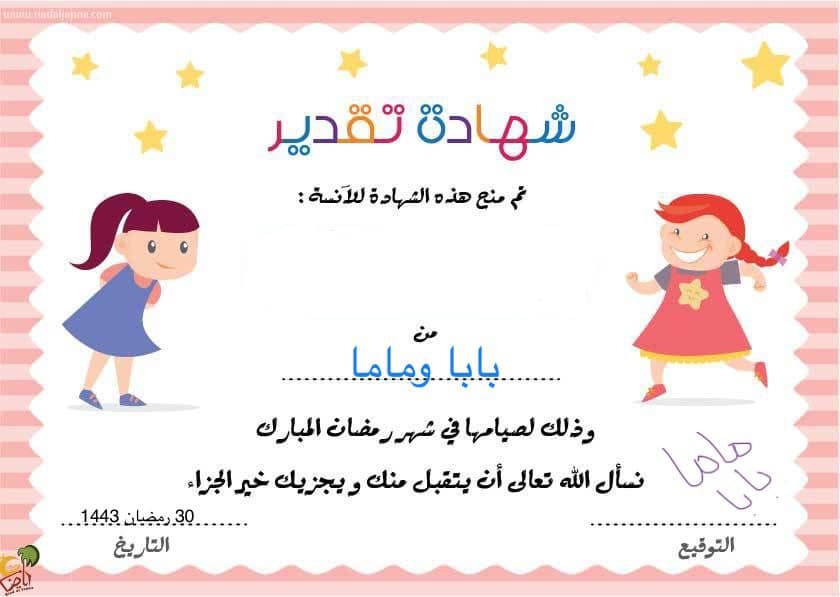 شهادة تقدير
تم منح هذه الشهادة للآنسة :
من
بابا وماما
وذلك لصيامها في شهر رمضان المبارك
نسأل الله تعالى أن يتقبل منك ويجزيك خير الجزاء
ماما
بابا
30 رمضان 1443
التوقيع
التاريخ